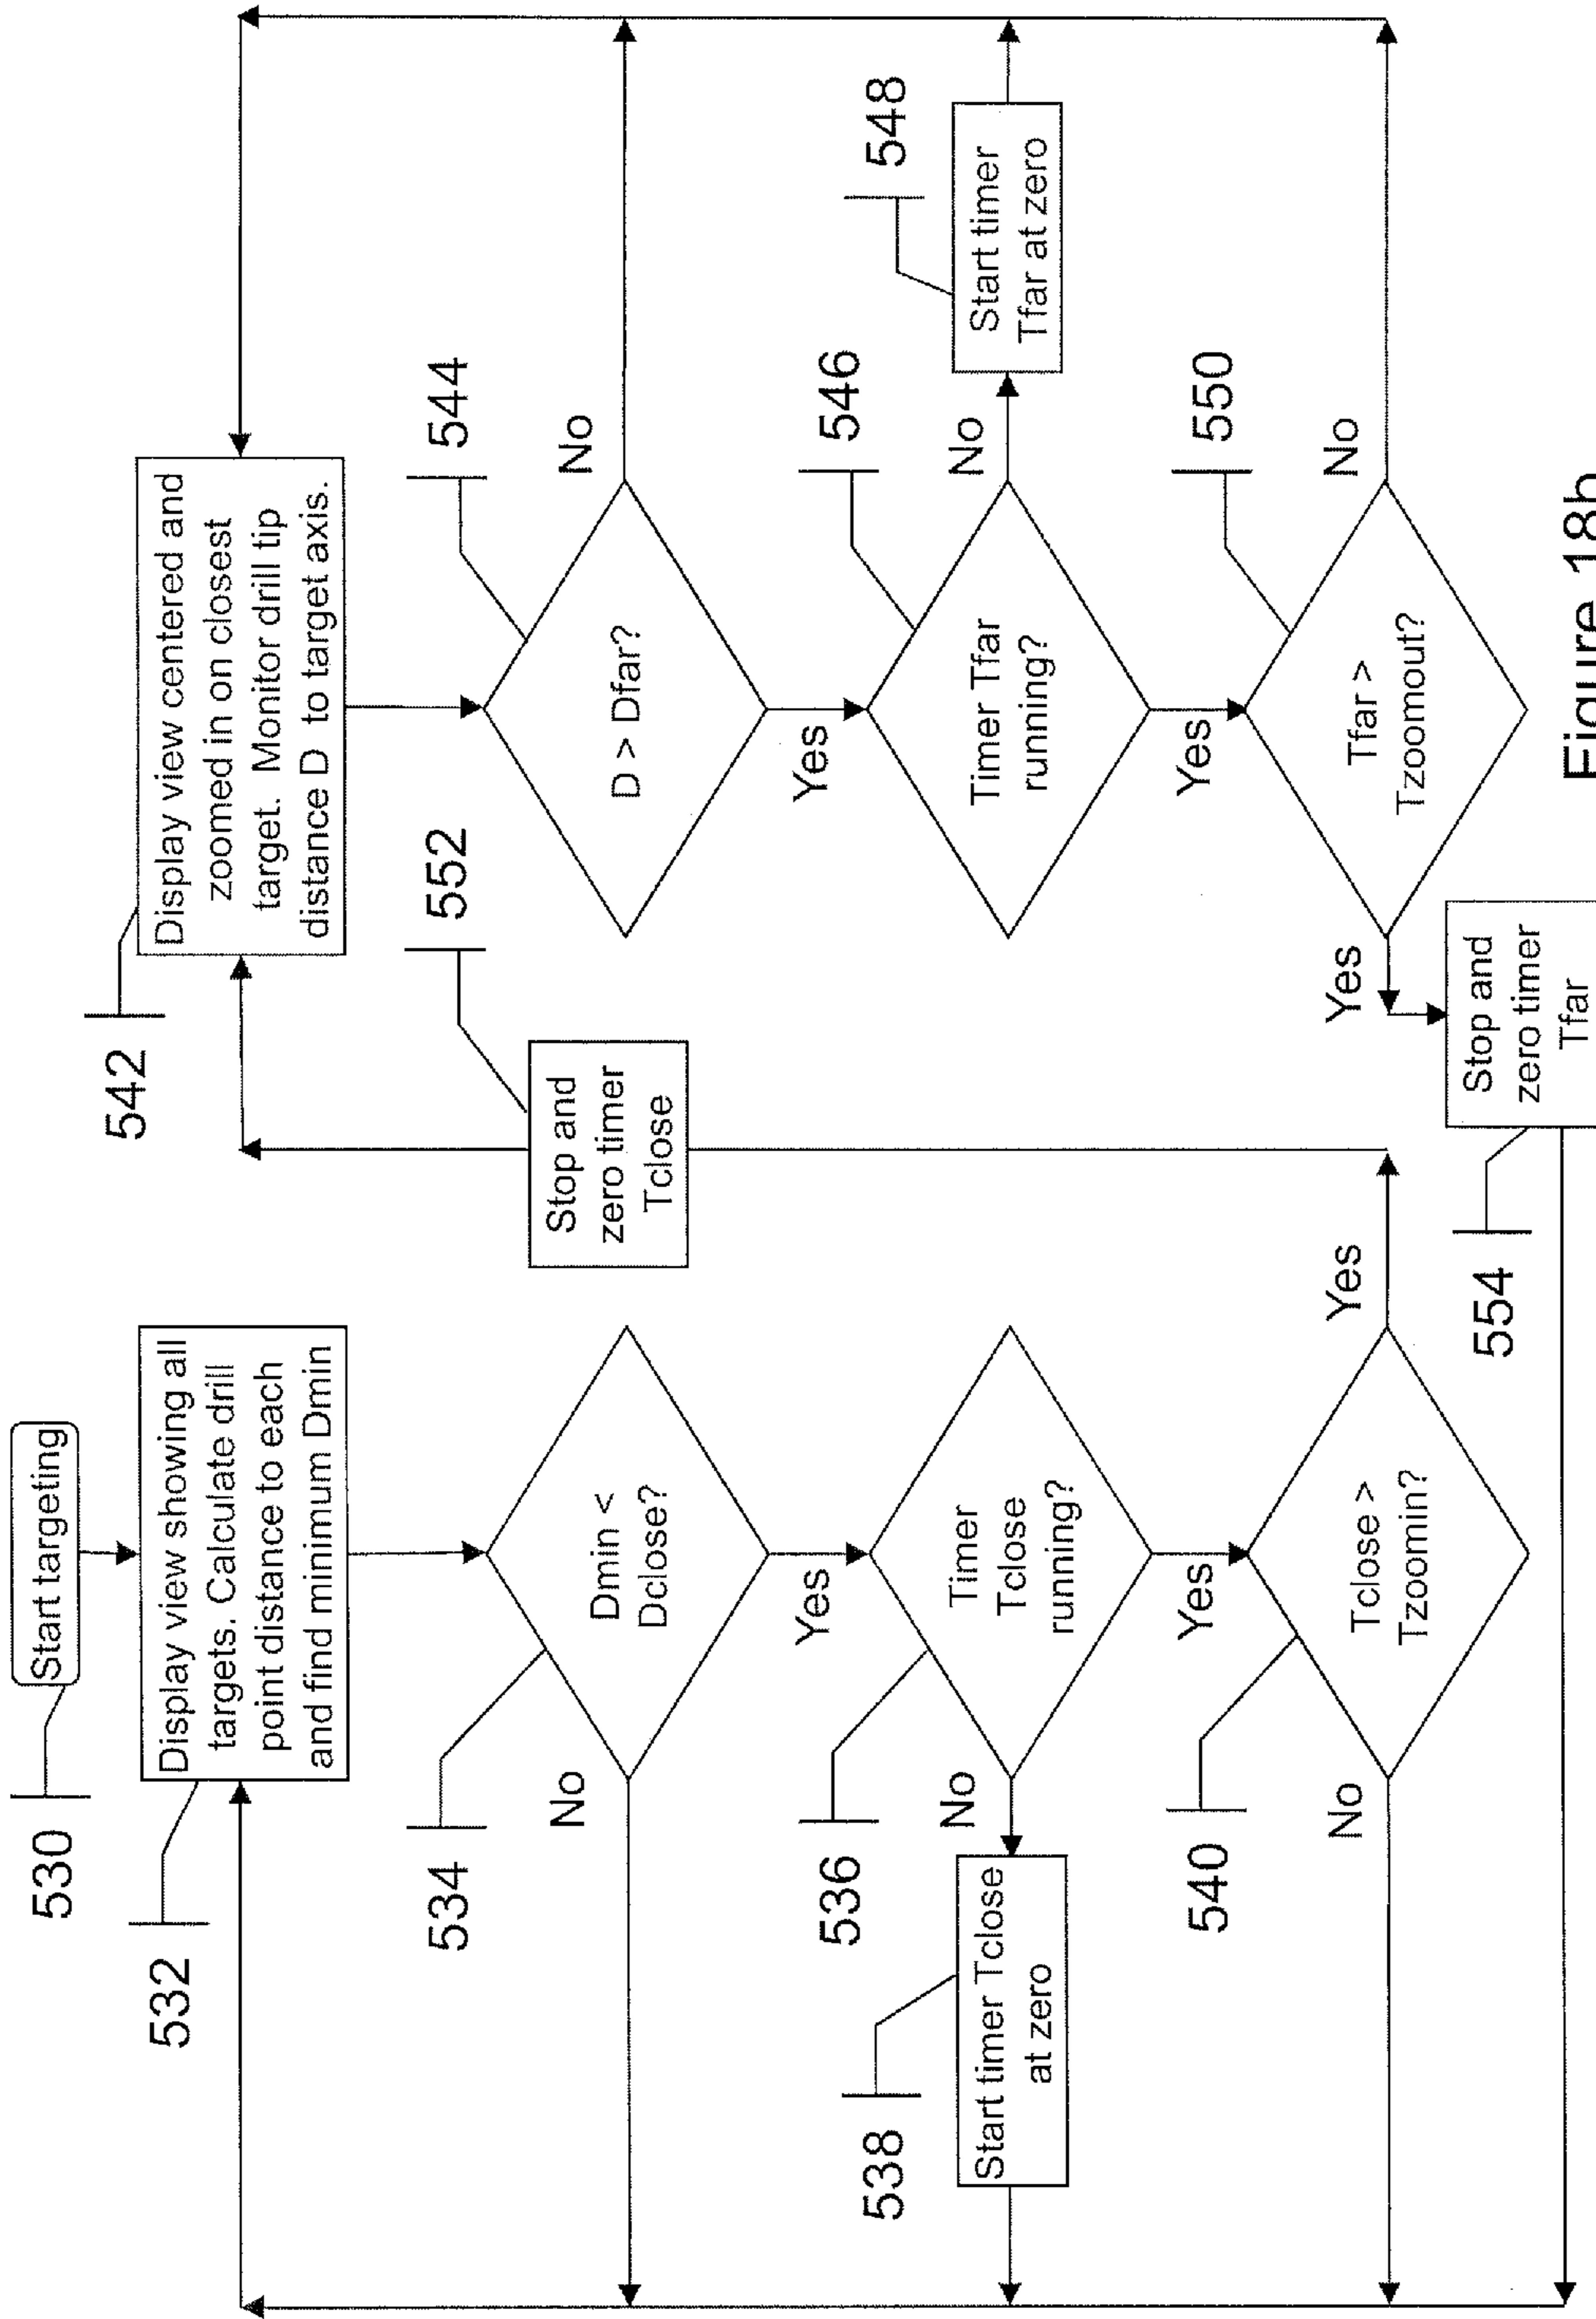 530
Start targeting
532
Display view showing all
targets. Calculate drill
point distance to each
and find minimum Dmin
534
Dmin <
Dclose?
No
Yes
536
Timer
Tclose
running?
No
538
Start timer Tclose
at zero
Yes
540
Tclose >
Tzoomin?
No
Yes
552
Stop and
zero timer
Tclose
542
Display view centered and
zoomed in on closest
target. Monitor drill tip
distance D to target axis.
544
D > Dfar?
No
Yes
546
Timer Tfar
running?
No
548
Start timer
Tfar at zero
Yes
550
Tfar >
Tzoomout?
No
Yes
554
Stop and
zero timer
Tfar
Figure 18b